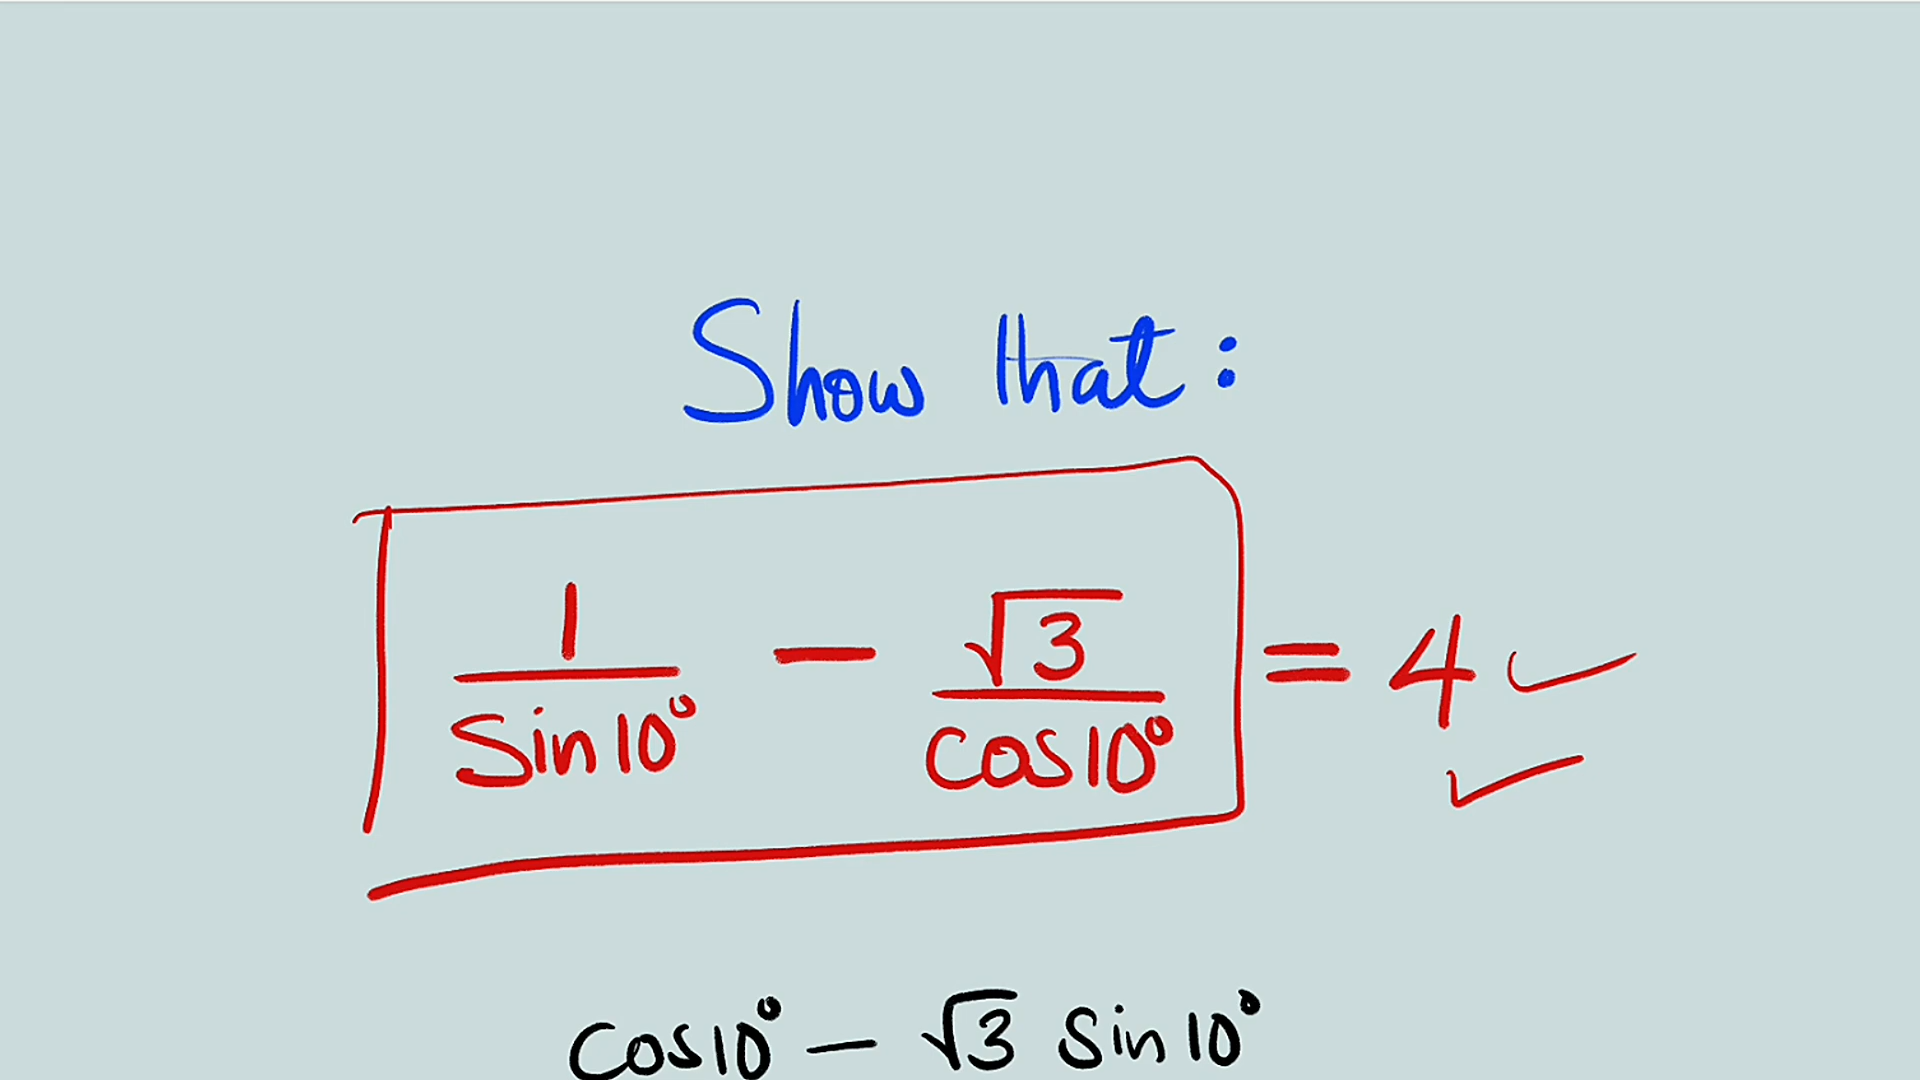 Show that:
1/sin10° - √3/cos10° = 4
cos10° - √3 sin10°